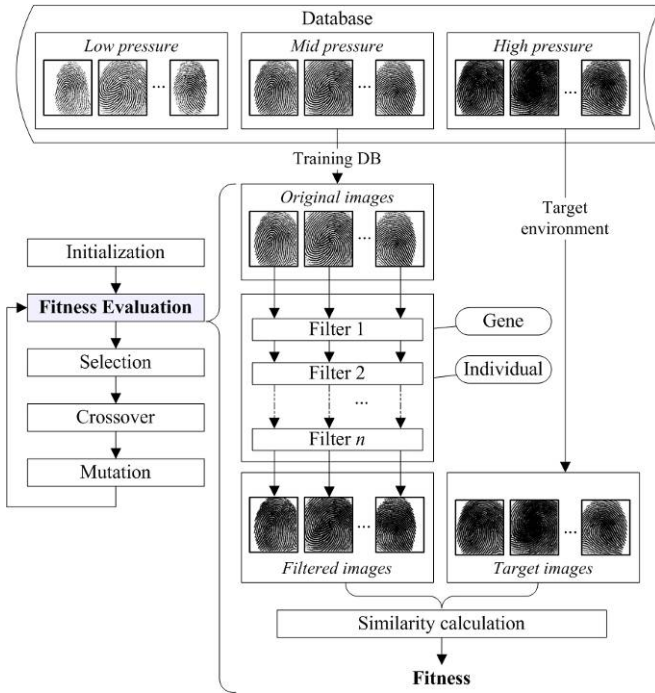 Database
Low pressure
...
Mid pressure
...
High pressure
...
Training DB
Original images
...
Target
environment
Initialization
Fitness Evaluation
Selection
Crossover
Mutation
Filter 1
Gene
Filter 2
Individual
...
Filter n
...
Filtered images
...
Target images
Similarity calculation
Fitness